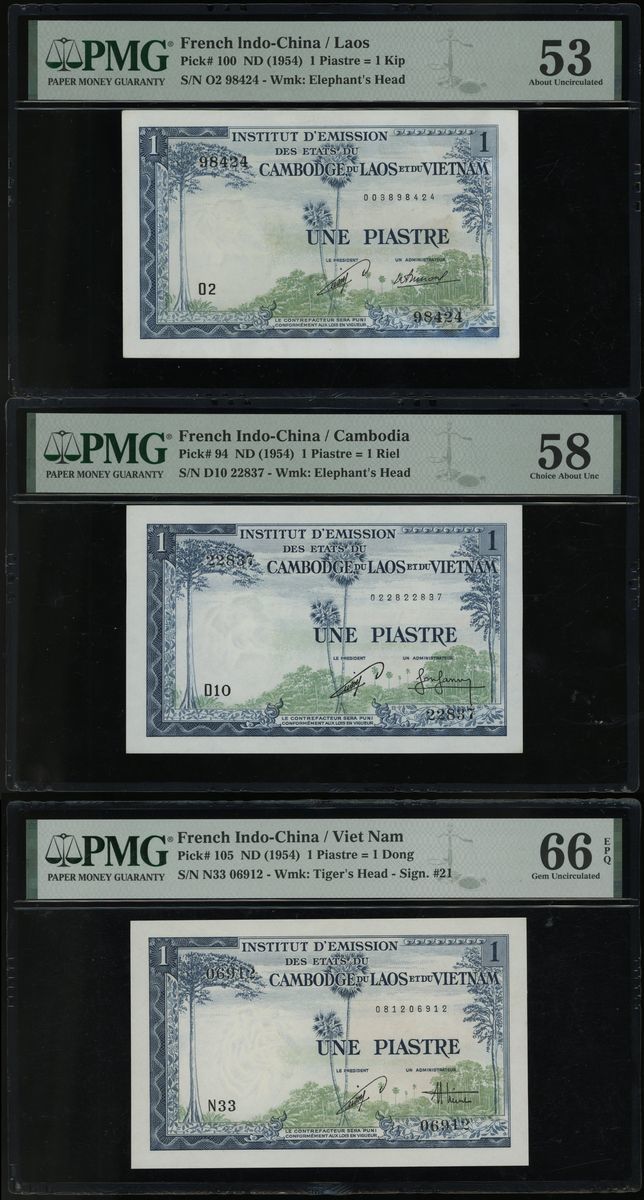 PMG®
PAPER MONEY GUARANTY
French Indo-China / Laos
Pick# 100 ND (1954) 1 Piastre = 1 Kip
S/N O2 98424 - Wmk: Elephant's Head
53
About Uncirculated
1
INSTITUT D'EMISSION
1
DES ETATS DU
98424
CAMBODGE DU LAOS ET DU VIETNAM
003898424
UNE PIASTRE
LE PRESIDENT
UN ADMINISTRATEUR
O2
98424
LE CONTREFACTEUR SERA PUNI
CONFORMEMENT AUX LOIS EN VIGUEUR
PMG®
PAPER MONEY GUARANTY
French Indo-China / Cambodia
Pick# 94 ND (1954) 1 Piastre = 1 Riel
S/N D10 22837 - Wmk: Elephant's Head
58
Choice About Unc
1
INSTITUT D'EMISSION
1
DES ETATS DU
22837
CAMBODGE DU LAOS ET DU VIETNAM
022822837
UNE PIASTRE
LE PRESIDENT
UN ADMINISTRATEUR
D10
22837
LE CONTREFACTEUR SERA PUNI
CONFORMEMENT AUX LOIS EN VIGUEUR
PMG®
PAPER MONEY GUARANTY
French Indo-China / Viet Nam
Pick# 105 ND (1954) 1 Piastre = 1 Dong
S/N N33 06912 - Wmk: Tiger's Head - Sign. #21
66 EPQ
Gem Uncirculated
1
INSTITUT D'EMISSION
1
DES ETATS DU
06912
CAMBODGE DU LAOS ET DU VIETNAM
081206912
UNE PIASTRE
LE PRESIDENT
UN ADMINISTRATEUR
N33
06912
LE CONTREFACTEUR SERA PUNI
CONFORMEMENT AUX LOIS EN VIGUEUR